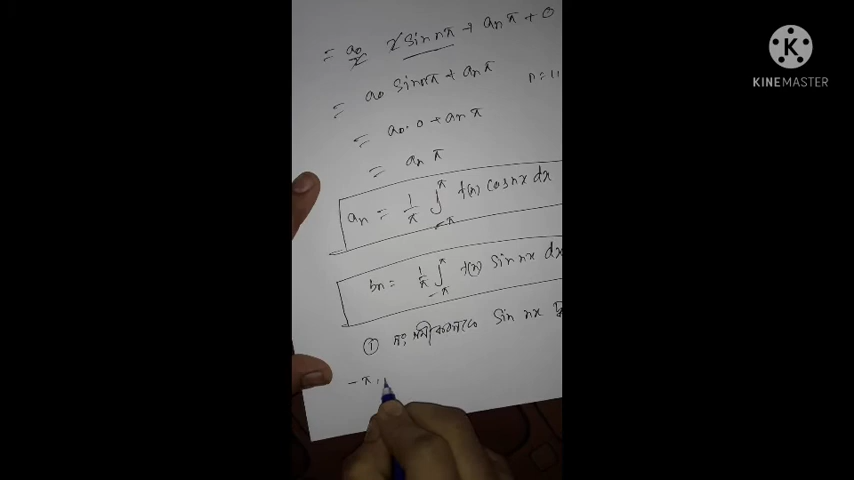 = a₀/2 · 2 sin nπ + aₙ π + 0
= a₀ sin nπ + aₙ π
= a₀ · 0 + aₙ π
= aₙ π
aₙ = 1/π ∫_{-π}^{π} f(x) cos nx dx
bₙ = 1/π ∫_{-π}^{π} f(x) sin nx dx
① নং সমীকরণকে Sin nx
- π
KINEMASTER